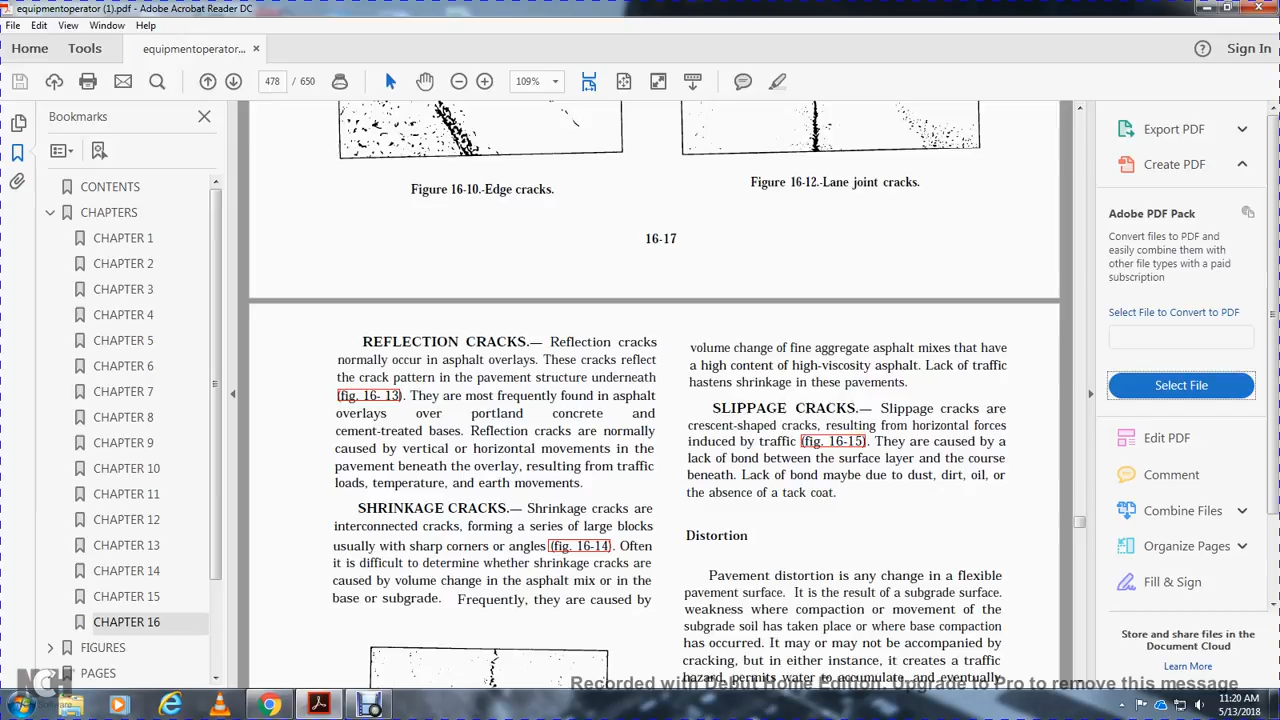 equipmentoperator (1).pdf - Adobe Acrobat Reader DC
File Edit View Window Help
Home Tools equipmentoperator... × Sign In
478 / 650 109%
Bookmarks
CONTENTS
CHAPTERS
CHAPTER 1
CHAPTER 2
CHAPTER 3
CHAPTER 4
CHAPTER 5
CHAPTER 6
CHAPTER 7
CHAPTER 8
CHAPTER 9
CHAPTER 10
CHAPTER 11
CHAPTER 12
CHAPTER 13
CHAPTER 14
CHAPTER 15
CHAPTER 16
FIGURES
PAGES
Figure 16-10.-Edge cracks.
Figure 16-12.-Lane joint cracks.
16-17
REFLECTION CRACKS.— Reflection cracks
normally occur in asphalt overlays. These cracks reflect
the crack pattern in the pavement structure underneath
(fig. 16- 13). They are most frequently found in asphalt
overlays over portland concrete and
cement-treated bases. Reflection cracks are normally
caused by vertical or horizontal movements in the
pavement beneath the overlay, resulting from traffic
loads, temperature, and earth movements.
SHRINKAGE CRACKS.— Shrinkage cracks are
interconnected cracks, forming a series of large blocks
usually with sharp corners or angles (fig. 16-14). Often
it is difficult to determine whether shrinkage cracks are
caused by volume change in the asphalt mix or in the
base or subgrade. Frequently, they are caused by
volume change of fine aggregate asphalt mixes that have
a high content of high-viscosity asphalt. Lack of traffic
hastens shrinkage in these pavements.
SLIPPAGE CRACKS.— Slippage cracks are
crescent-shaped cracks, resulting from horizontal forces
induced by traffic (fig. 16-15). They are caused by a
lack of bond between the surface layer and the course
beneath. Lack of bond maybe due to dust, dirt, oil, or
the absence of a tack coat.
Distortion
Pavement distortion is any change in a flexible
pavement surface. It is the result of a subgrade surface.
weakness where compaction or movement of the
subgrade soil has taken place or where base compaction
has occurred. It may or may not be accompanied by
cracking, but in either instance, it creates a traffic
hazard, permits water to accumulate, and eventually
Export PDF
Create PDF
Adobe PDF Pack
Convert files to PDF and
easily combine them with
other file types with a paid
subscription
Select File to Convert to PDF
Select File
Edit PDF
Comment
Combine Files
Organize Pages
Fill & Sign
Store and share files in the
Document Cloud
Learn More
NCH
Software
Recorded with Debut Home Edition. Upgrade to Pro to remove this message
11:20 AM
5/13/2018